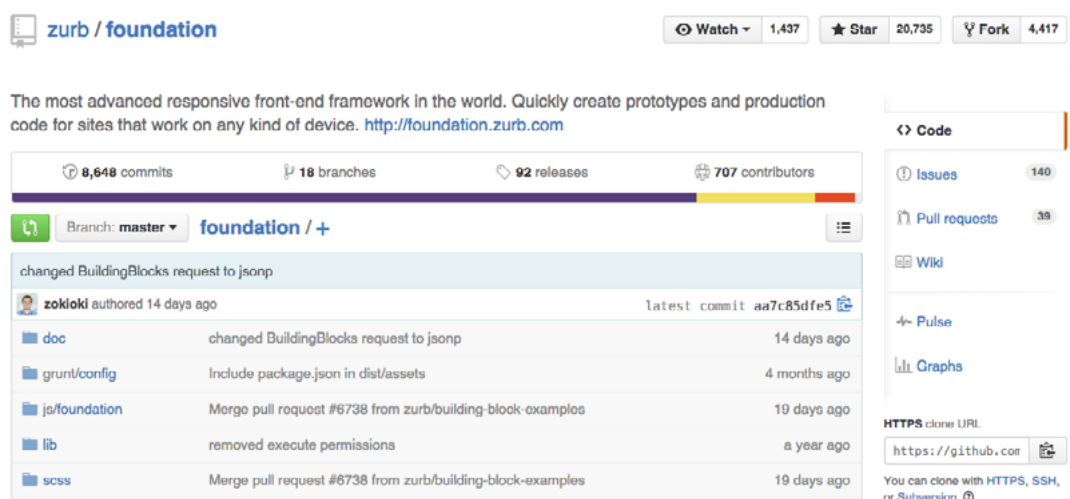 zurb / foundation
Watch 1,437 Star 20,735 Fork 4,417
The most advanced responsive front-end framework in the world. Quickly create prototypes and production
code for sites that work on any kind of device. http://foundation.zurb.com
8,648 commits 18 branches 92 releases 707 contributors
Branch: master foundation / +
changed BuildingBlocks request to jsonp
zokioki authored 14 days ago latest commit aa7c85dfe5
doc changed BuildingBlocks request to jsonp 14 days ago
grunt/config Include package.json in dist/assets 4 months ago
js/foundation Merge pull request #6738 from zurb/building-block-examples 19 days ago
lib removed execute permissions a year ago
scss Merge pull request #6738 from zurb/building-block-examples 19 days ago
<> Code
Issues 140
Pull requests 39
Wiki
Pulse
Graphs
HTTPS clone URL
https://github.com
You can clone with HTTPS, SSH,
or Subversion.